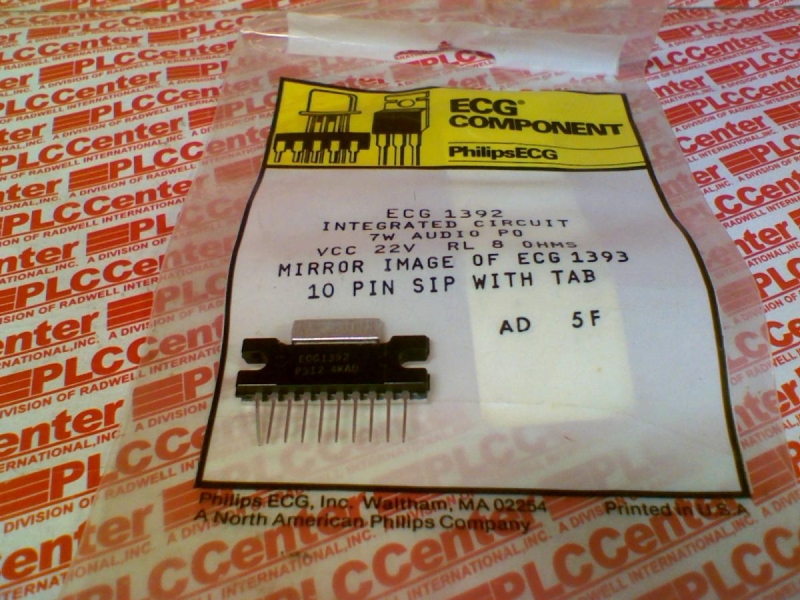 ECG®
COMPONENT
PhilipsECG
ECG 1392
INTEGRATED CIRCUIT
7W AUDIO PO
VCC 22V RL 8 OHMS
MIRROR IMAGE OF ECG 1393
10 PIN SIP WITH TAB
AD 5F
ECG1392
Philips ECG, Inc. Waltham, MA 02254
A North American Philips Company
Printed in U.S.A
PLCCenter
A DIVISION OF RADWELL INTERNATIONAL, INC.